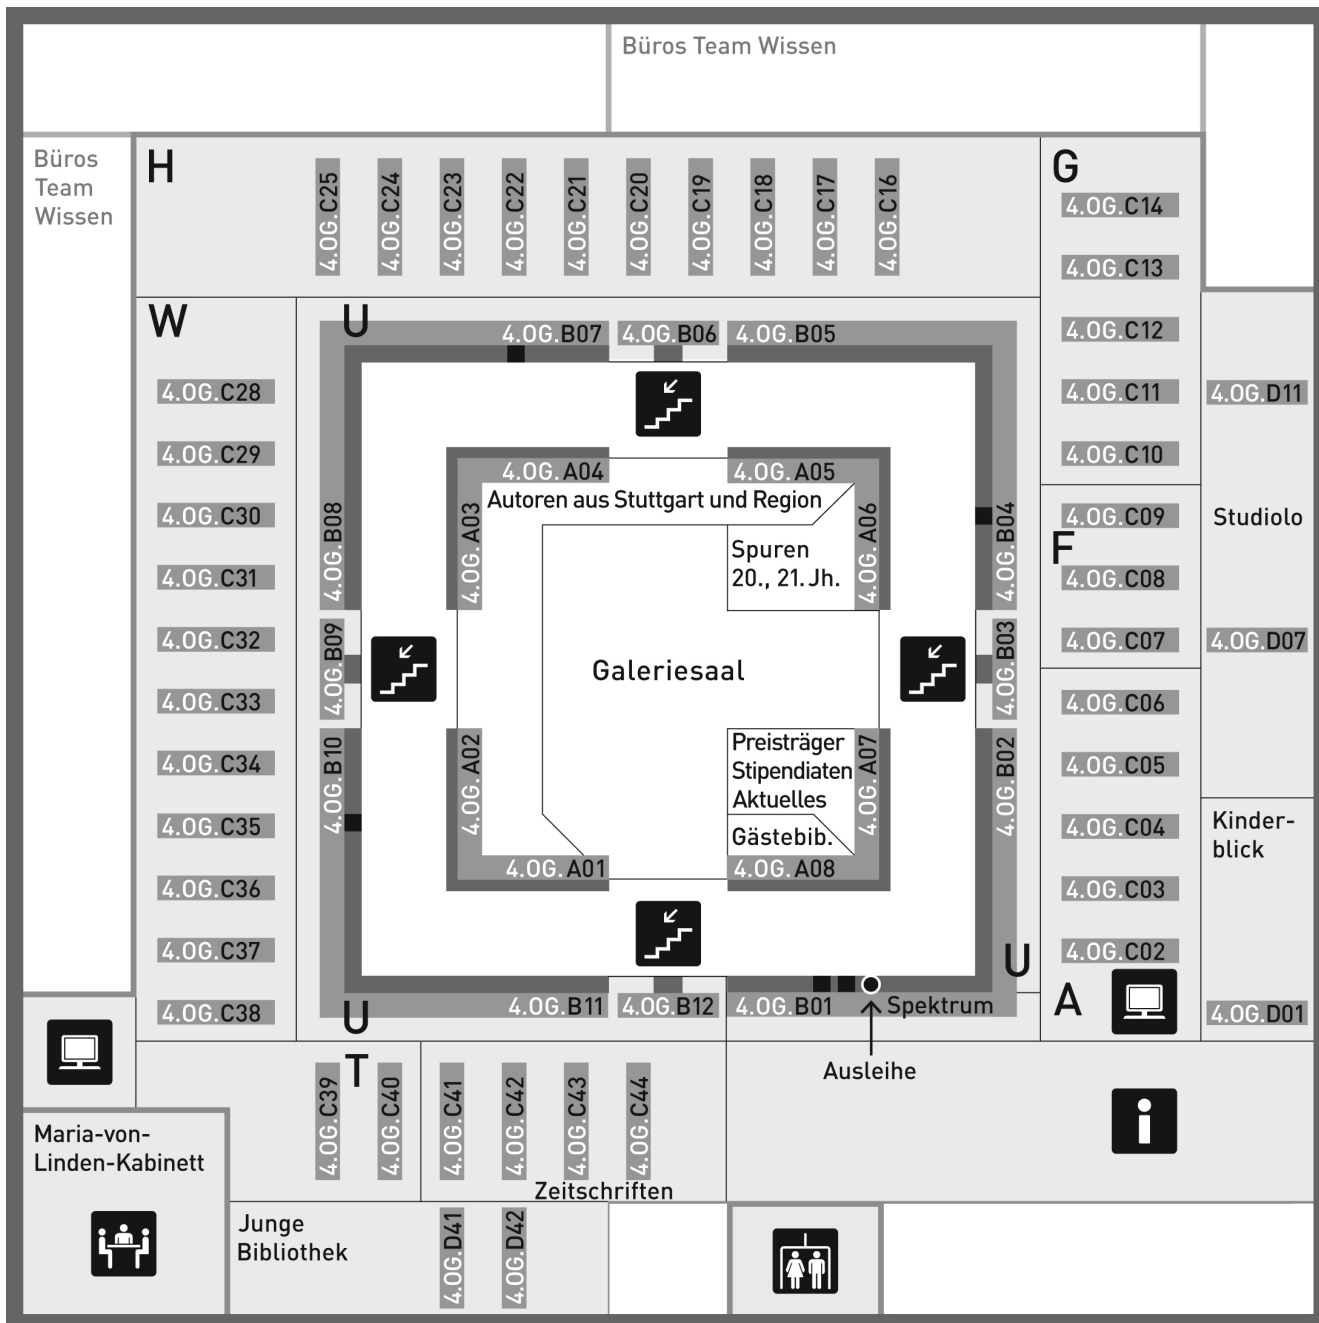 Büros Team Wissen
Büros
Team
Wissen
H
4.OG.C25
4.OG.C24
4.OG.C23
4.OG.C22
4.OG.C21
4.OG.C20
4.OG.C19
4.OG.C18
4.OG.C17
4.OG.C16
G
4.OG.C14
4.OG.C13
4.OG.C12
4.OG.C11
4.OG.C10
4.OG.C09
F
4.OG.C08
4.OG.C07
4.OG.C06
4.OG.C05
4.OG.C04
4.OG.C03
4.OG.C02
A
4.OG.D11
Studiolo
4.OG.D07
Kinder-
blick
4.OG.D01
W
4.OG.C28
4.OG.C29
4.OG.C30
4.OG.C31
4.OG.C32
4.OG.C33
4.OG.C34
4.OG.C35
4.OG.C36
4.OG.C37
4.OG.C38
U
4.OG.B07
4.OG.B06
4.OG.B05
4.OG.B08
4.OG.B09
4.OG.B10
4.OG.B04
4.OG.B03
4.OG.B02
4.OG.A04
4.OG.A05
4.OG.A03
4.OG.A06
Autoren aus Stuttgart und Region
Spuren
20., 21. Jh.
Galeriesaal
4.OG.A02
4.OG.A07
Preisträger
Stipendiaten
Aktuelles
Gästebib.
4.OG.A01
4.OG.A08
U
U
4.OG.B11
4.OG.B12
4.OG.B01
Spektrum
Ausleihe
T
4.OG.C39
4.OG.C40
4.OG.C41
4.OG.C42
4.OG.C43
4.OG.C44
Zeitschriften
Maria-von-
Linden-Kabinett
Junge
Bibliothek
4.OG.D41
4.OG.D42
i